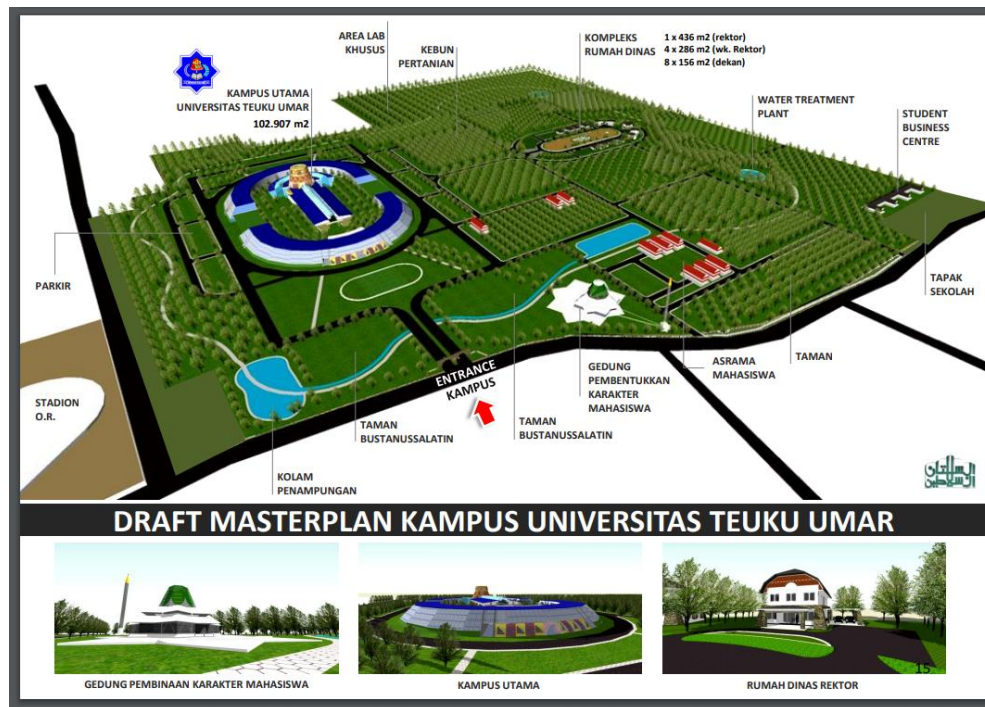 AREA LAB
KHUSUS
KEBUN
PERTANIAN
KOMPLEKS
RUMAH DINAS
1 x 436 m2 (rektor)
4 x 286 m2 (wk. Rektor)
8 x 156 m2 (dekan)
KAMPUS UTAMA
UNIVERSITAS TEUKU UMAR
102.907 m2
WATER TREATMENT
PLANT
STUDENT
BUSINESS
CENTRE
PARKIR
TAPAK
SEKOLAH
STADION
O.R.
ENTRANCE
KAMPUS
TAMAN
BUSTANUSSALATIN
TAMAN
BUSTANUSSALATIN
GEDUNG
PEMBENTUKKAN
KARAKTER
MAHASISWA
ASRAMA
MAHASISWA
TAMAN
KOLAM
PENAMPUNGAN
DRAFT MASTERPLAN KAMPUS UNIVERSITAS TEUKU UMAR
GEDUNG PEMBINAAN KARAKTER MAHASISWA
KAMPUS UTAMA
RUMAH DINAS REKTOR
15